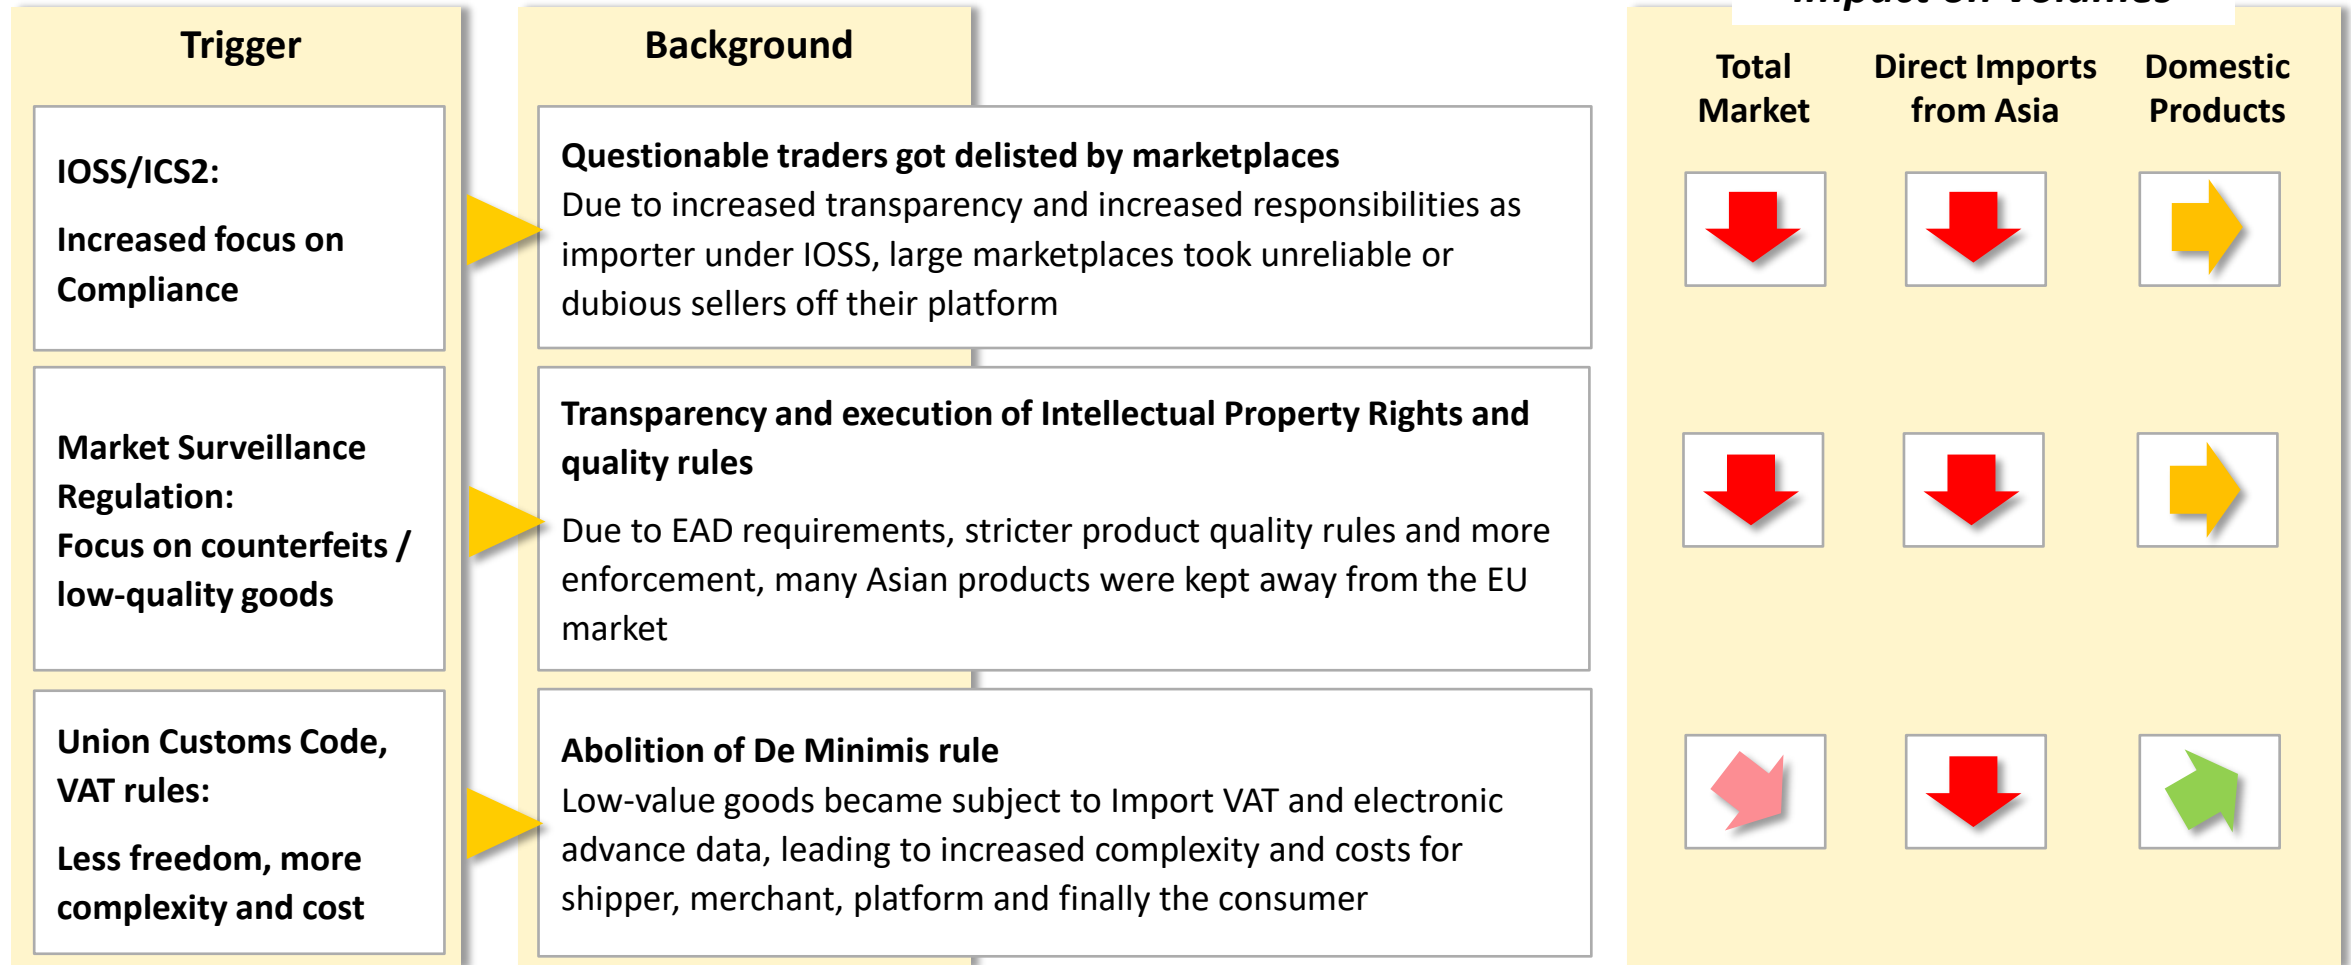 Impact on Volumes
Trigger
Background
Total
Market
Direct Imports
from Asia
Domestic
Products
IOSS/ICS2:
Increased focus on
Compliance
Questionable traders got delisted by marketplaces
Due to increased transparency and increased responsibilities as
importer under IOSS, large marketplaces took unreliable or
dubious sellers off their platform
Market Surveillance
Regulation:
Focus on counterfeits /
low-quality goods
Transparency and execution of Intellectual Property Rights and
quality rules
Due to EAD requirements, stricter product quality rules and more
enforcement, many Asian products were kept away from the EU
market
Union Customs Code,
VAT rules:
Less freedom, more
complexity and cost
Abolition of De Minimis rule
Low-value goods became subject to Import VAT and electronic
advance data, leading to increased complexity and costs for
shipper, merchant, platform and finally the consumer